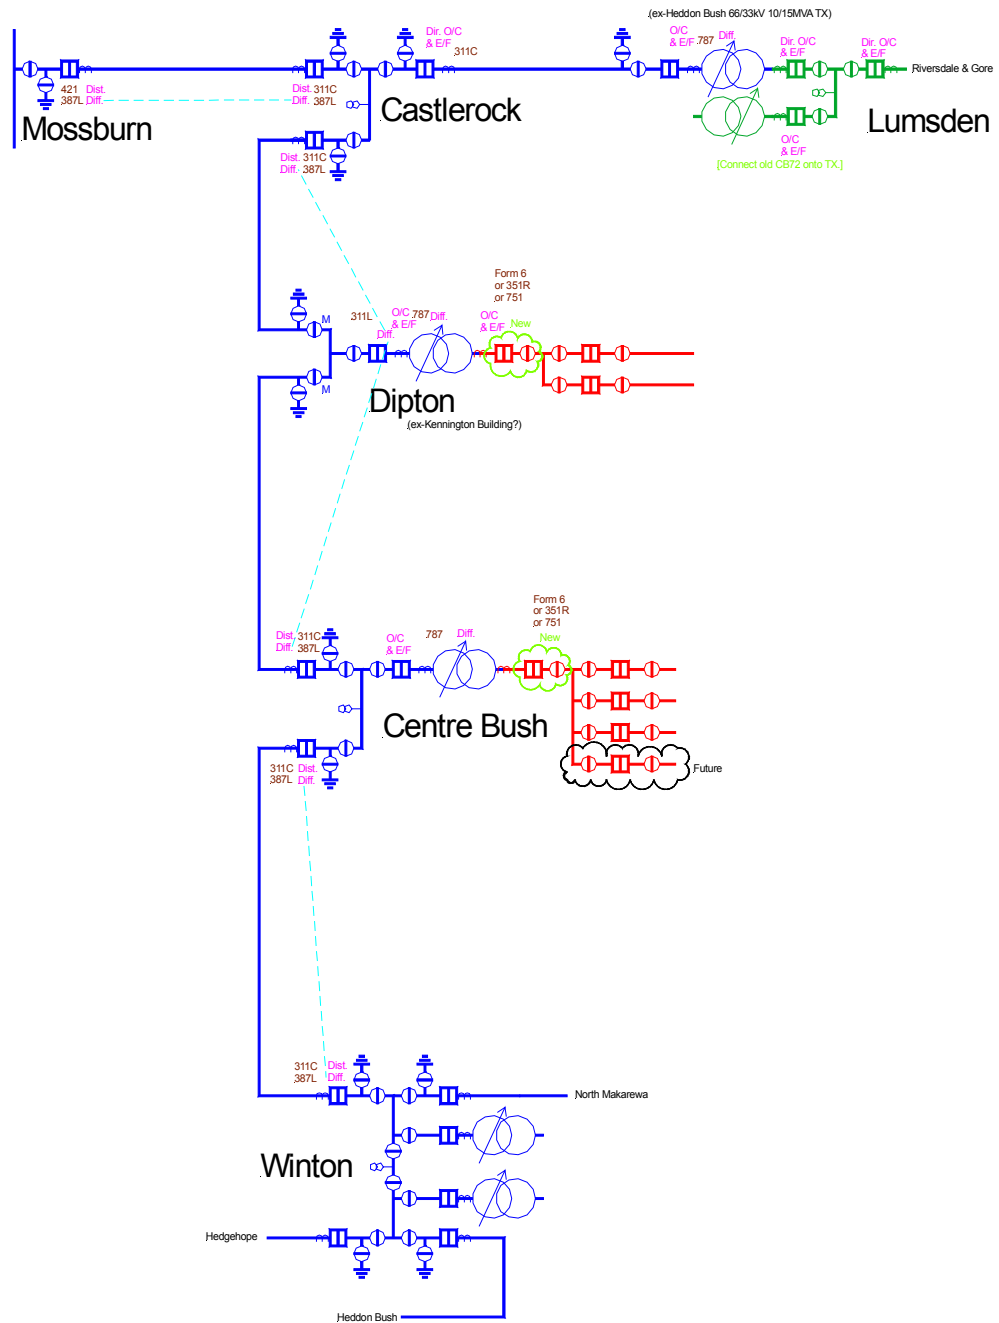 (ex-Heddon Bush 66/33kV 10/15MVA TX)
Dir. O/C
& E/F
311C
O/C
& E/F
787
Diff.
Dir. O/C
& E/F
Dir. O/C
& E/F
Riversdale & Gore
421
387L
Dist.
Diff.
Dist.
Diff.
311C
387L
Mossburn
Castlerock
Lumsden
O/C
& E/F
[Connect old CB72 onto TX.]
Dist.
Diff.
311C
387L
Form 6
or 351R
or 751
M
311L
Diff.
O/C
& E/F
787
Diff.
O/C
& E/F
New
M
Dipton
(ex-Kennington Building?)
Form 6
or 351R
or 751
New
Dist.
Diff.
311C
387L
O/C
& E/F
787
Diff.
Centre Bush
311C
387L
Dist.
Diff.
Future
311C
387L
Dist.
Diff.
North Makarewa
Winton
Hedgehope
Heddon Bush